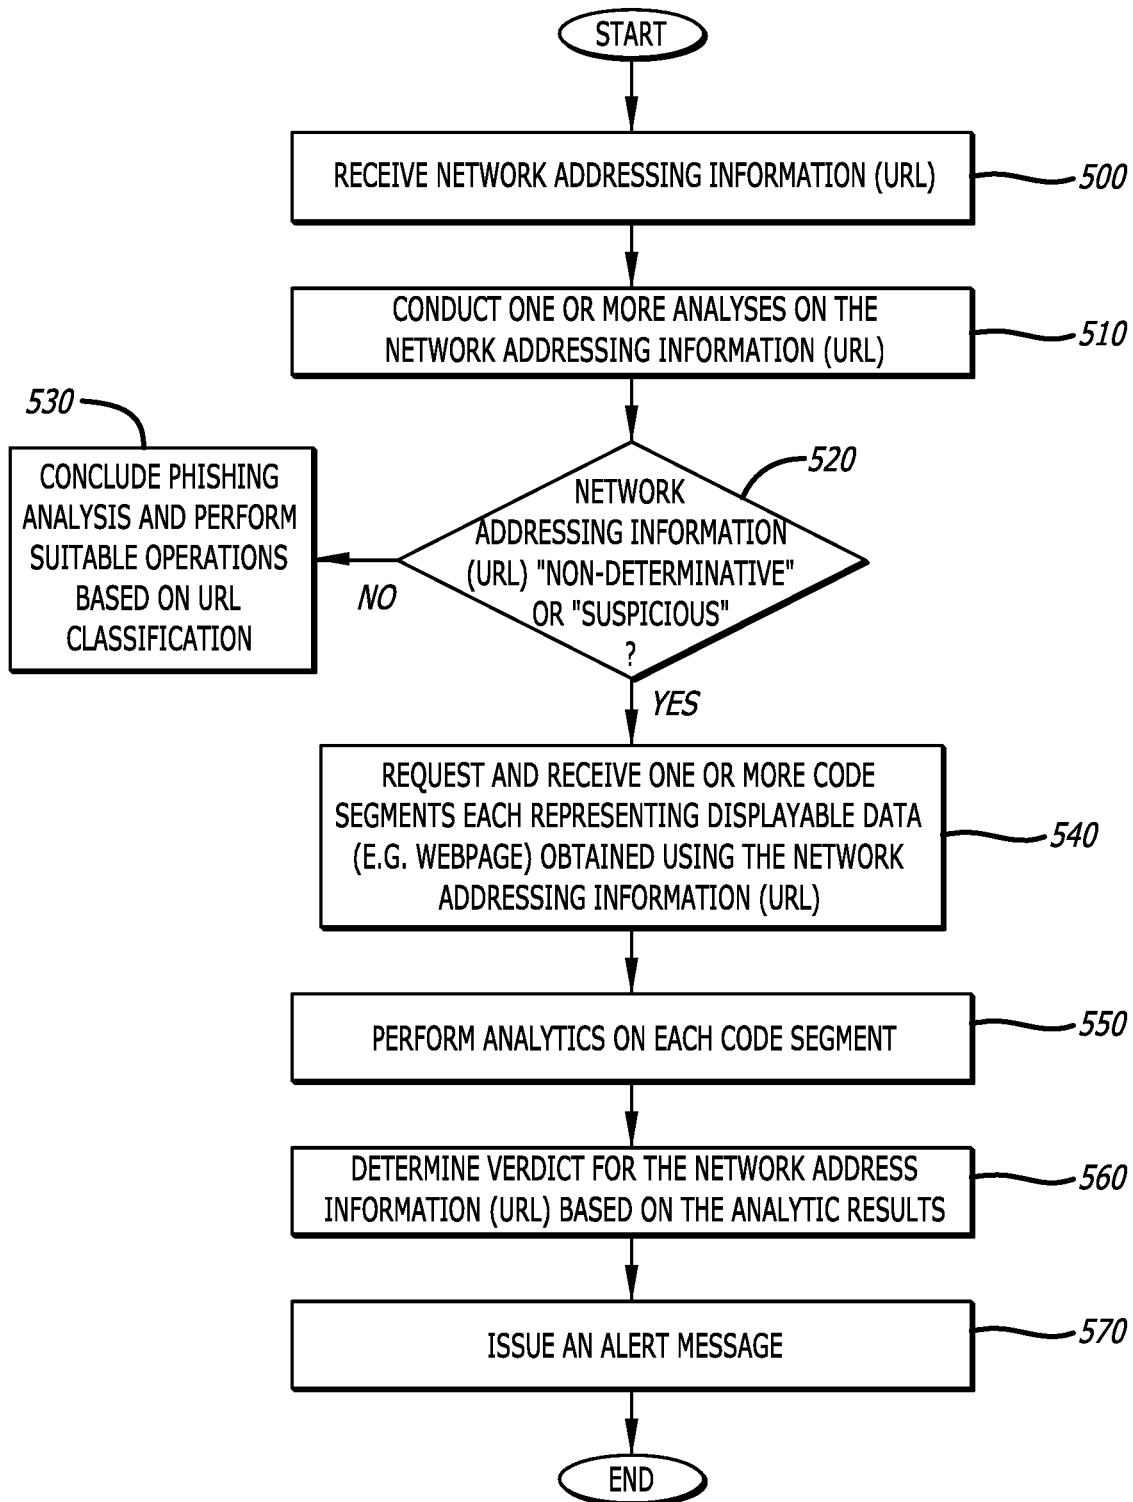 START
RECEIVE NETWORK ADDRESSING INFORMATION (URL)
500
CONDUCT ONE OR MORE ANALYSES ON THE
NETWORK ADDRESSING INFORMATION (URL)
510
530
CONCLUDE PHISHING
ANALYSIS AND PERFORM
SUITABLE OPERATIONS
BASED ON URL
CLASSIFICATION
NO
520
NETWORK
ADDRESSING INFORMATION
(URL) "NON-DETERMINATIVE"
OR "SUSPICIOUS"
?
YES
REQUEST AND RECEIVE ONE OR MORE CODE
SEGMENTS EACH REPRESENTING DISPLAYABLE DATA
(E.G. WEBPAGE) OBTAINED USING THE NETWORK
ADDRESSING INFORMATION (URL)
540
PERFORM ANALYTICS ON EACH CODE SEGMENT
550
DETERMINE VERDICT FOR THE NETWORK ADDRESS
INFORMATION (URL) BASED ON THE ANALYTIC RESULTS
560
ISSUE AN ALERT MESSAGE
570
END